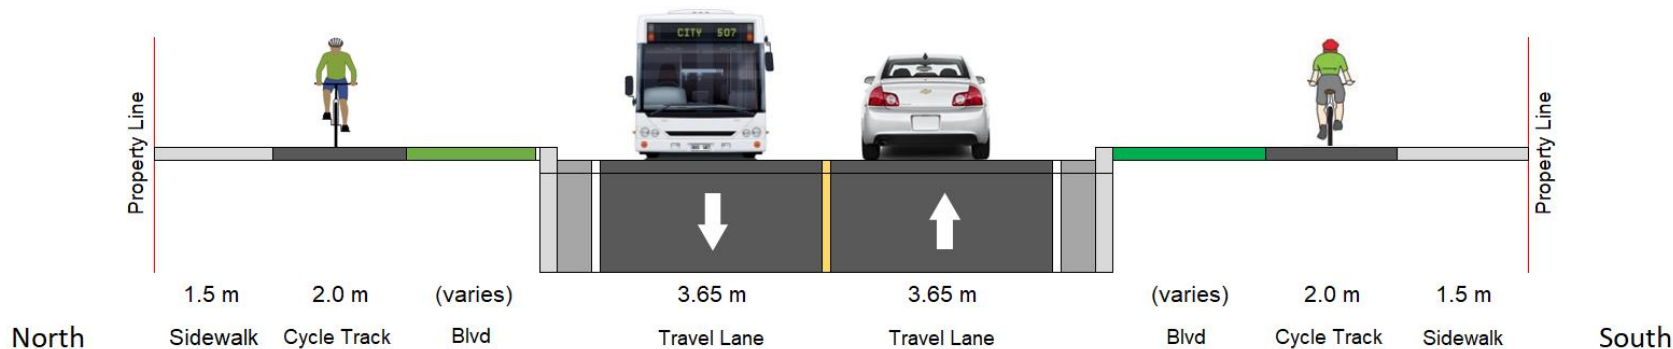 CITY 507
Property Line
Property Line
1.5 m 2.0 m (varies) 3.65 m 3.65 m (varies) 2.0 m 1.5 m
North Sidewalk Cycle Track Blvd Travel Lane Travel Lane Blvd Cycle Track Sidewalk South